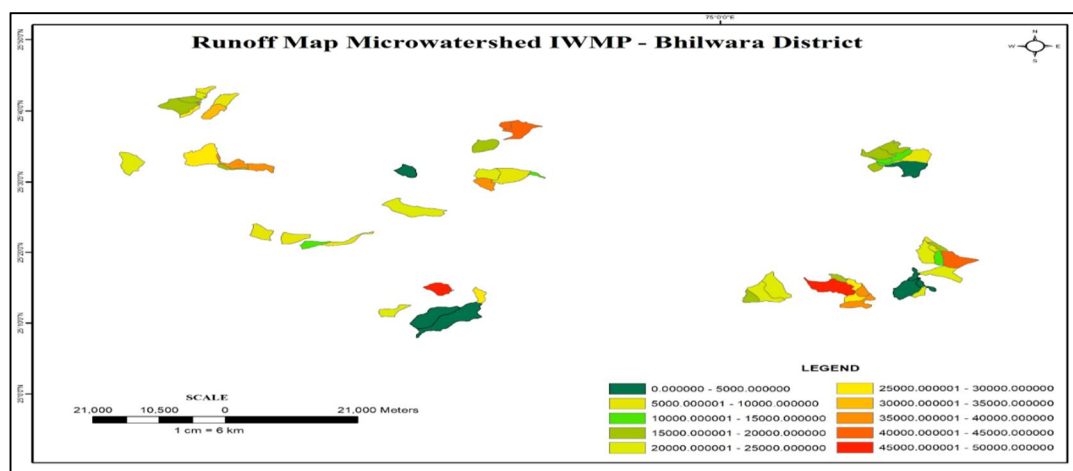 75°0'0"E
Runoff Map Microwatershed IWMP - Bhilwara District
N
W E
S
LEGEND
0.000000 - 5000.000000
5000.000001 - 10000.000000
10000.000001 - 15000.000000
15000.000001 - 20000.000000
20000.000001 - 25000.000000
25000.000001 - 30000.000000
30000.000001 - 35000.000000
35000.000001 - 40000.000000
40000.000001 - 45000.000000
45000.000001 - 50000.000000
SCALE
21,000 10,500 0 21,000 Meters
1 cm = 6 km